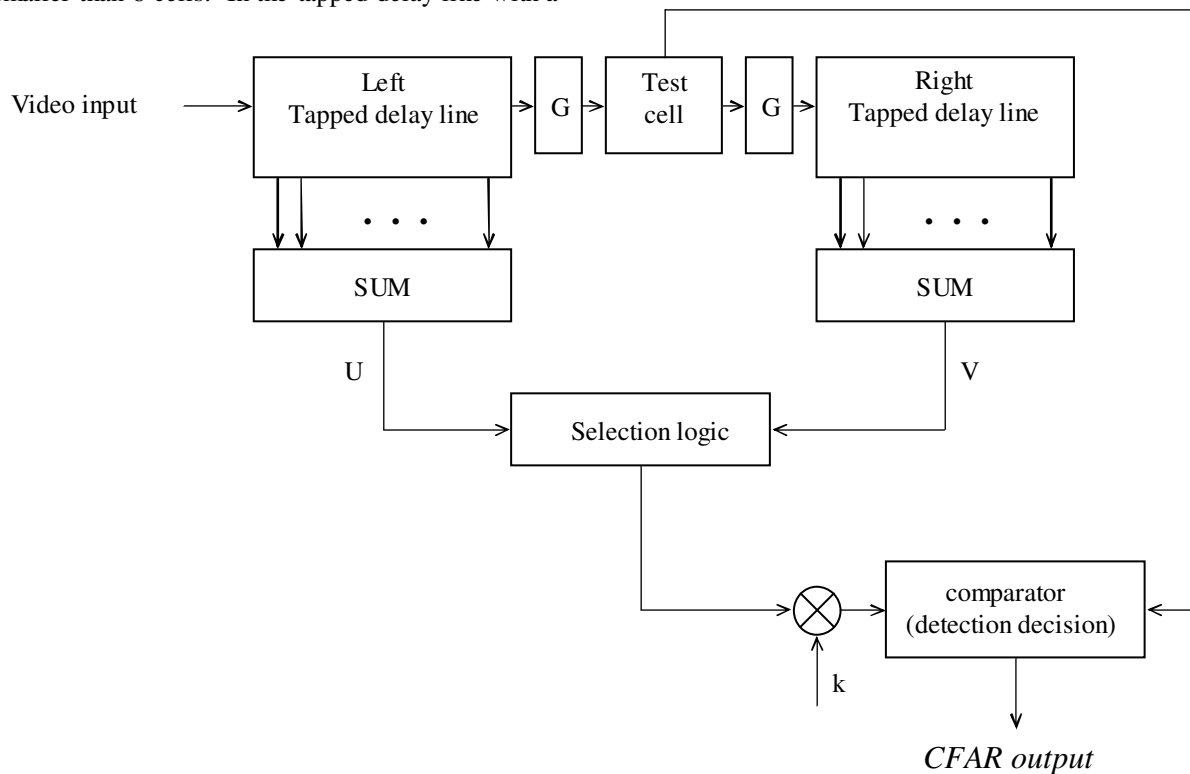 smaller than 8 cells. In the tapped delay line with a
Video input
Left
Tapped delay line
G
Test
cell
G
Right
Tapped delay line
. . .
. . .
SUM
SUM
U
V
Selection logic
comparator
(detection decision)
k
CFAR output